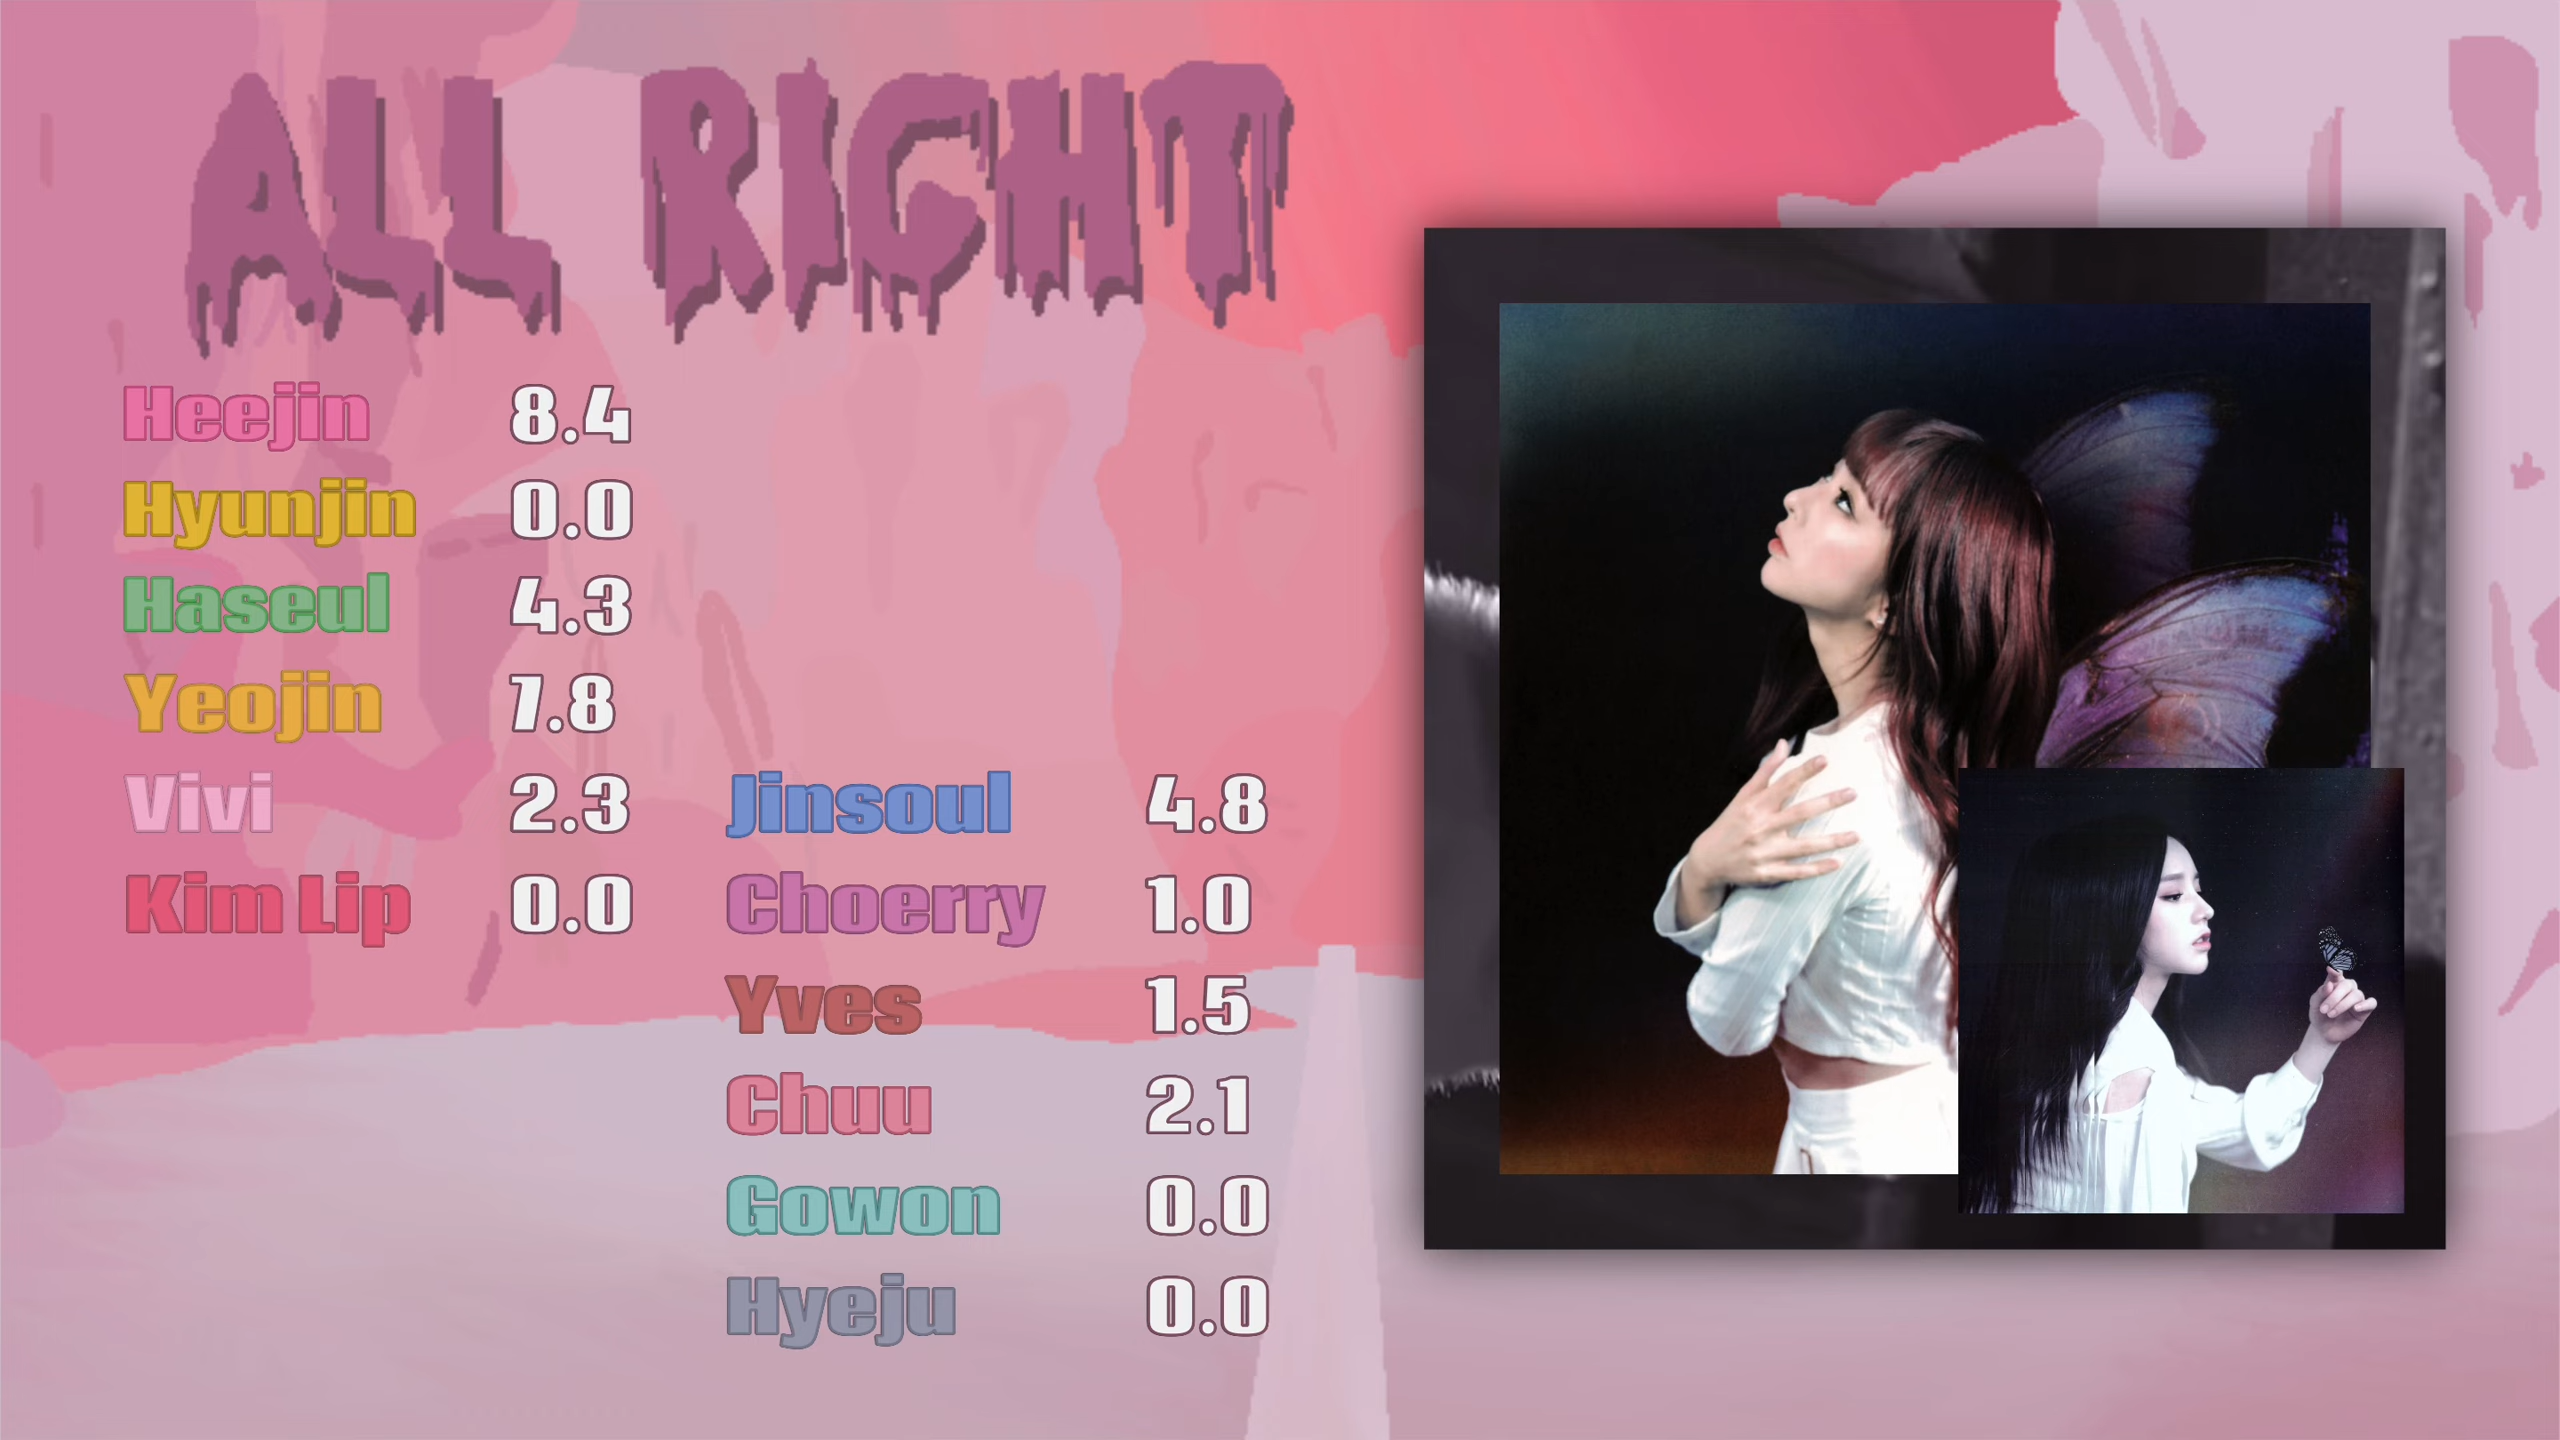 ALL RIGHT
Heejin 8.4
Hyunjin 0.0
Haseul 4.3
Yeojin 7.8
Vivi 2.3
Kim Lip 0.0
Jinsoul 4.8
Choerry 1.0
Yves 1.5
Chuu 2.1
Gowon 0.0
Hyeju 0.0